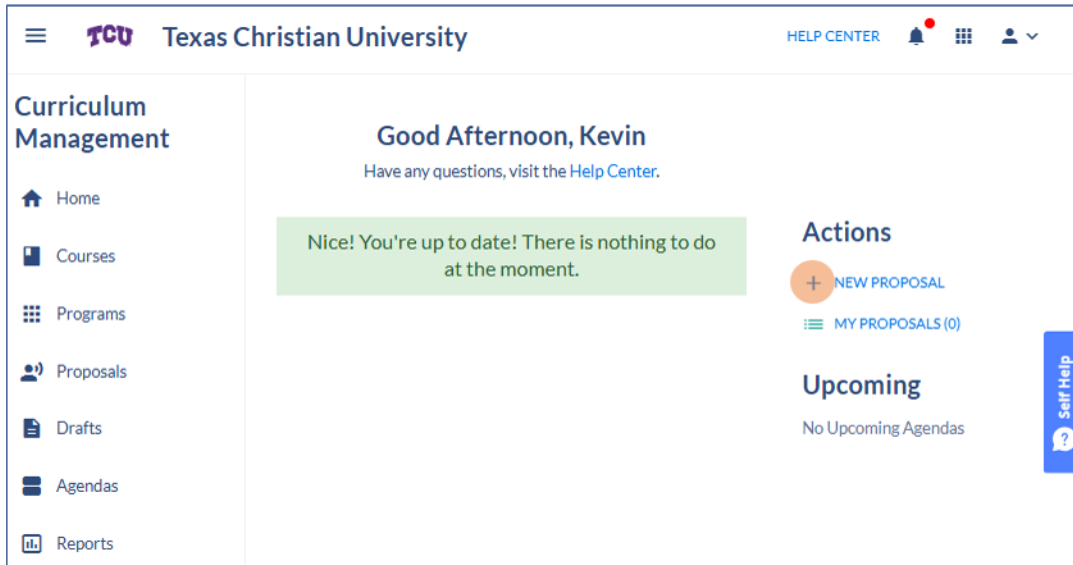 TCU Texas Christian University
HELP CENTER
Curriculum
Management
Home
Courses
Programs
Proposals
Drafts
Agendas
Reports
Good Afternoon, Kevin
Have any questions, visit the Help Center.
Nice! You're up to date! There is nothing to do
at the moment.
Actions
+ NEW PROPOSAL
MY PROPOSALS (0)
Upcoming
No Upcoming Agendas
? Self Help